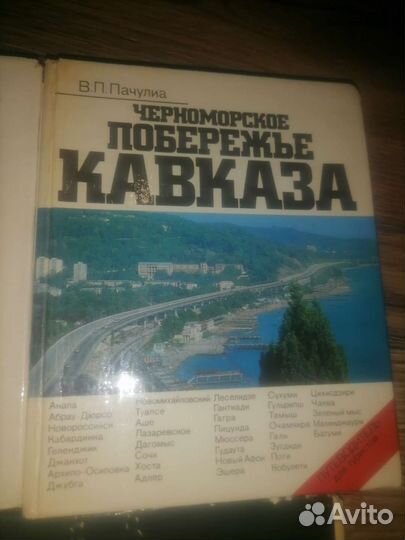 В.П. Пачулиа
ЧЕРНОМОРСКОЕ
ПОБЕРЕЖЬЕ
КАВКАЗА
Анапа
Абрау-Дюрсо
Новороссийск
Кабардинка
Геленджик
Джанхот
Архипо-Осиповка
Джубга
Новомихайловский
Туапсе
Аше
Лазаревское
Дагомыс
Сочи
Хоста
Адлер
Леселидзе
Гантиади
Гагра
Пицунда
Мюссера
Гудаута
Новый Афон
Эшера
Сухуми
Гульрипш
Тамыш
Очамчира
Гали
Зугдиди
Поти
Кобулети
Цихисдзири
Чаква
Зелёный мыс
Махинджаури
Батуми
Avito